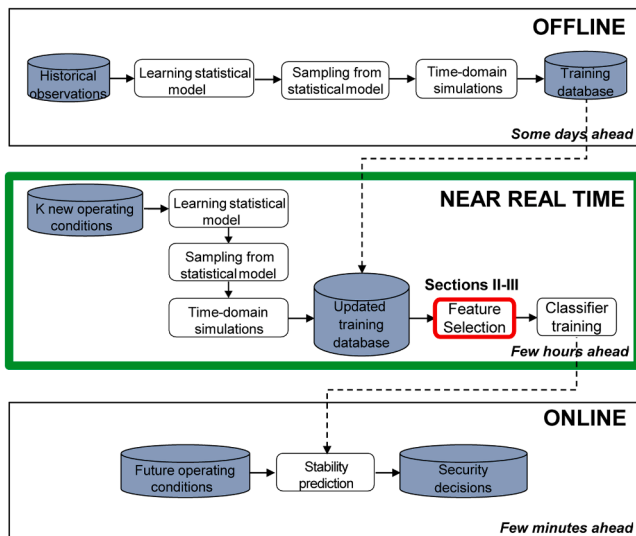 OFFLINE
Historical
observations
Learning statistical
model
Sampling from
statistical model
Time-domain
simulations
Training
database
Some days ahead
NEAR REAL TIME
K new operating
conditions
Learning statistical
model
Sampling from
statistical model
Time-domain
simulations
Updated
training
database
Sections II-III
Feature
Selection
Classifier
training
Few hours ahead
ONLINE
Future operating
conditions
Stability
prediction
Security
decisions
Few minutes ahead